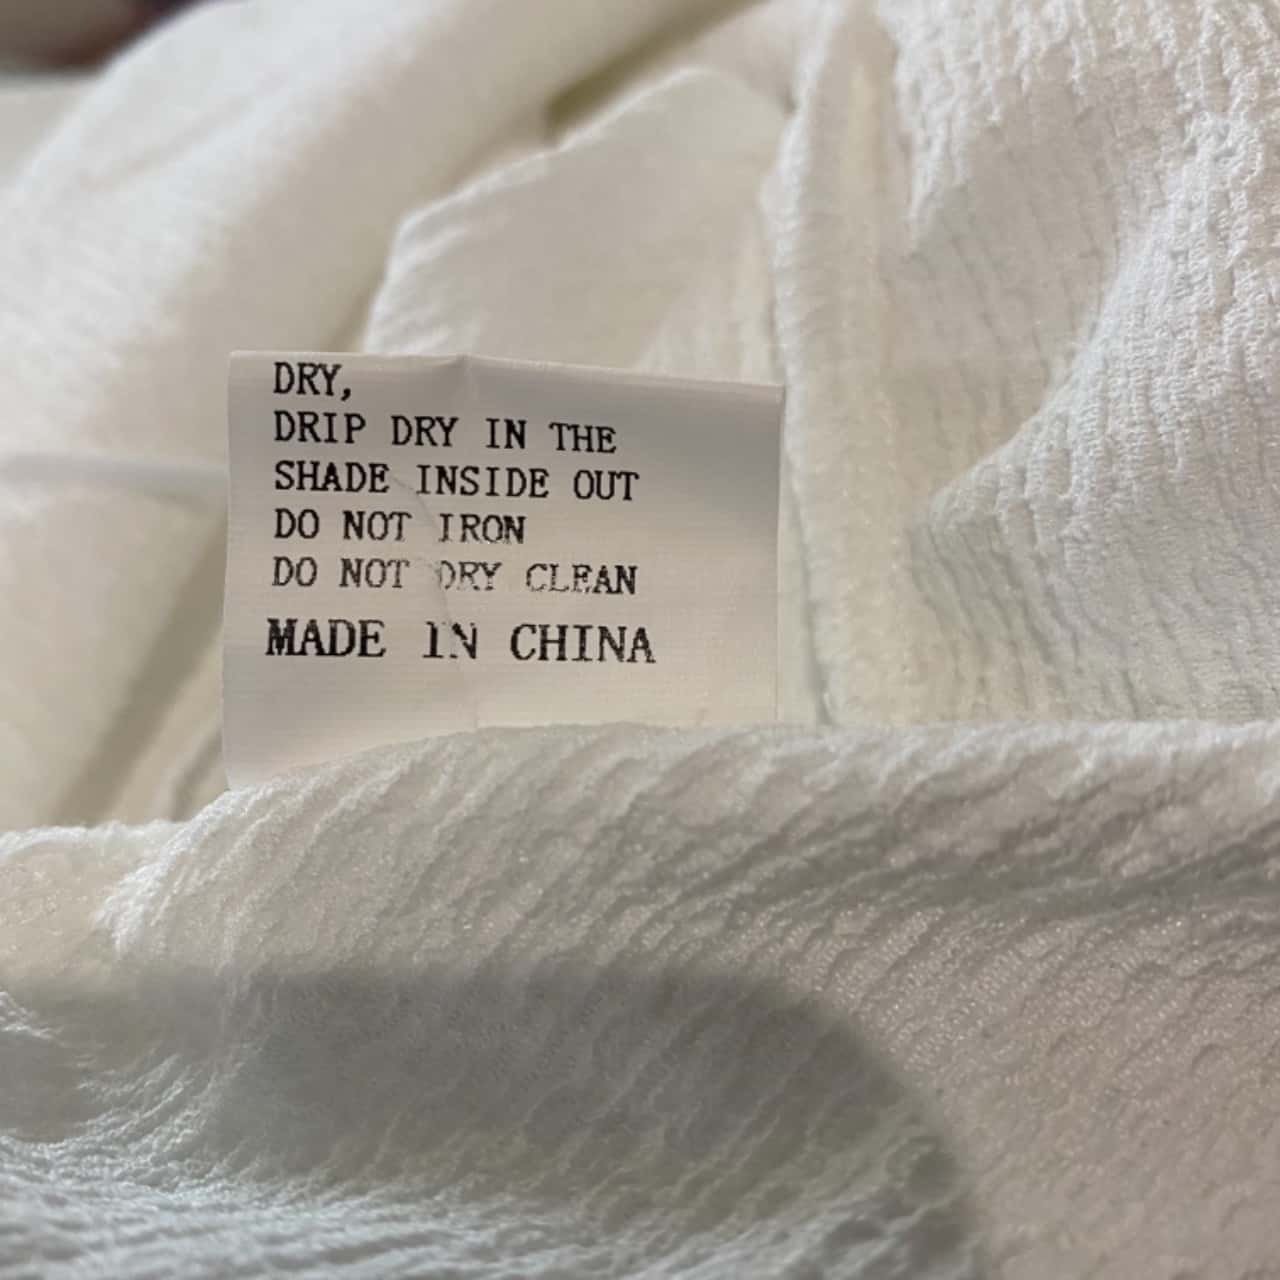 DRY,
DRIP DRY IN THE
SHADE INSIDE OUT
DO NOT IRON
DO NOT DRY CLEAN
MADE IN CHINA